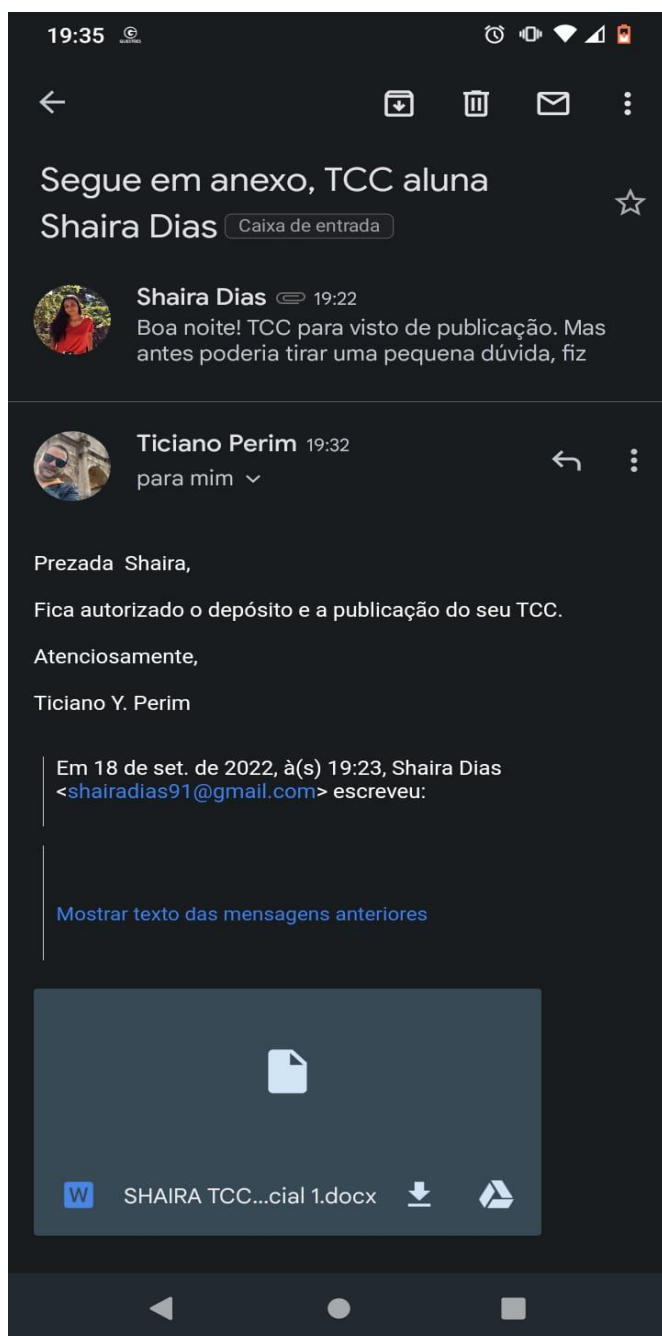 19:35
Segue em anexo, TCC aluna
Shaira Dias Caixa de entrada
Shaira Dias 19:22
Boa noite! TCC para visto de publicação. Mas
antes poderia tirar uma pequena dúvida, fiz
Ticiano Perim 19:32
para mim
Prezada Shaira,
Fica autorizado o depósito e a publicação do seu TCC.
Atenciosamente,
Ticiano Y. Perim
Em 18 de set. de 2022, à(s) 19:23, Shaira Dias
<shairadias91@gmail.com> escreveu:
Mostrar texto das mensagens anteriores
W SHAIRA TCC...cial 1.docx